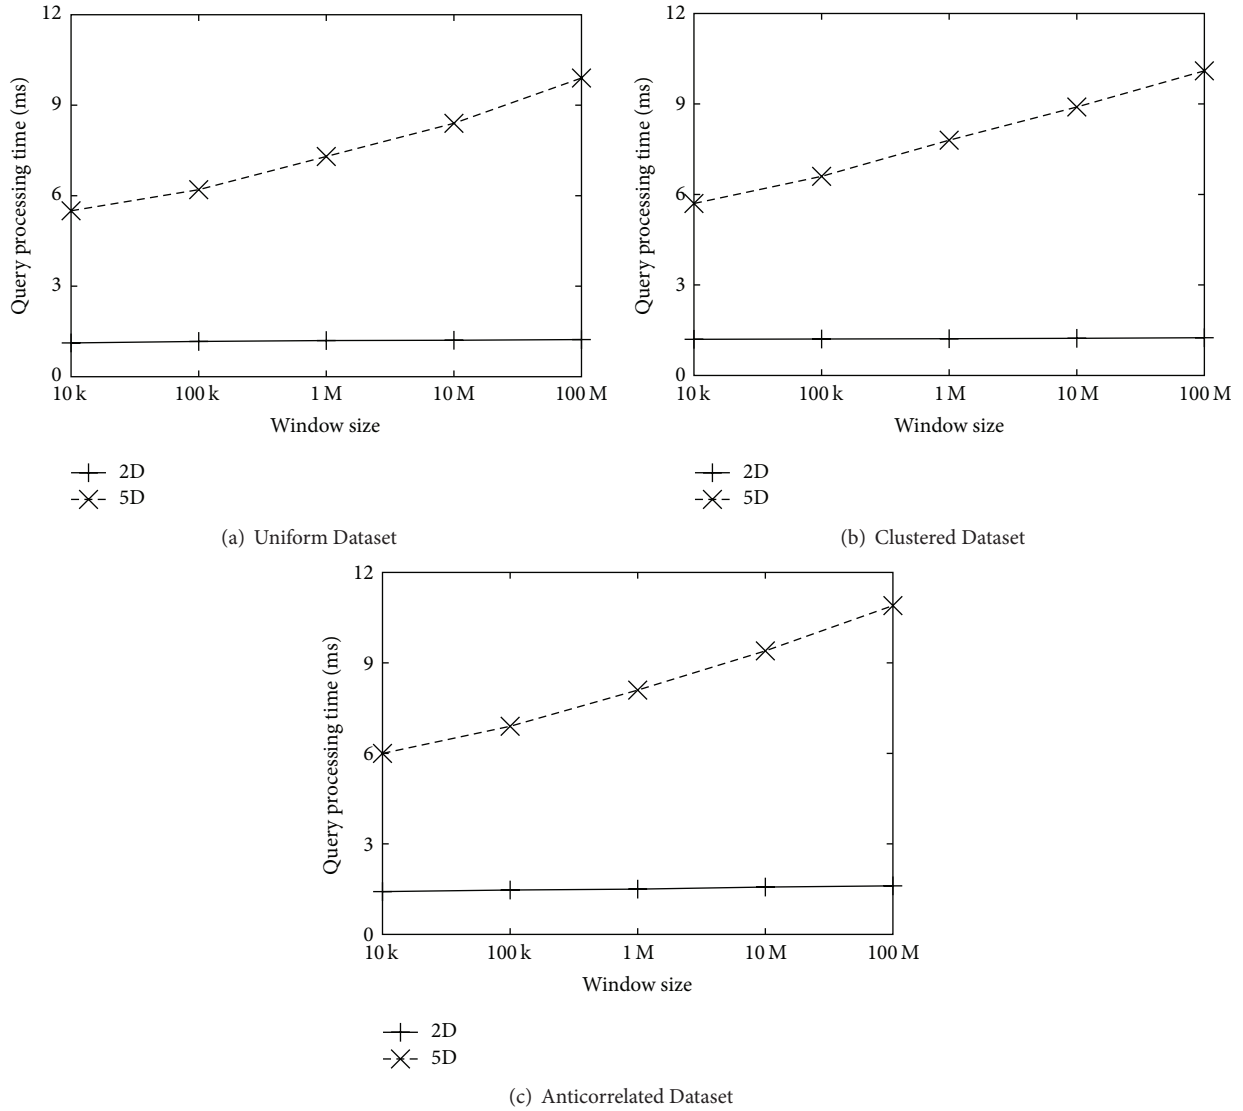 12
9
6
3
0
Query processing time (ms)
10 k 100 k 1 M 10 M 100 M
Window size
2D
5D
(a) Uniform Dataset
12
9
6
3
0
Query processing time (ms)
10 k 100 k 1 M 10 M 100 M
Window size
2D
5D
(b) Clustered Dataset
12
9
6
3
0
Query processing time (ms)
10 k 100 k 1 M 10 M 100 M
Window size
2D
5D
(c) Anticorrelated Dataset